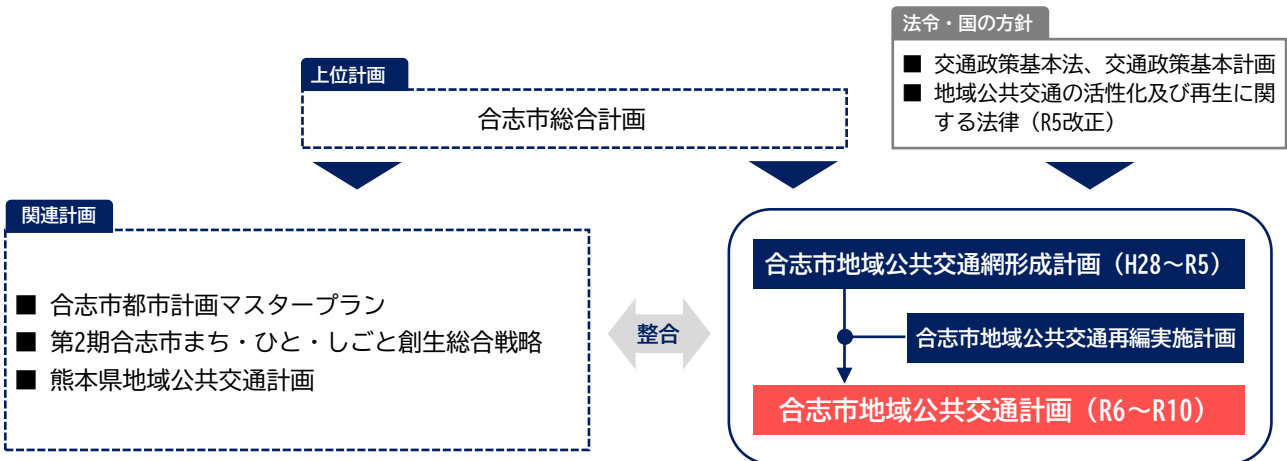 法令・国の方針
■ 交通政策基本法、交通政策基本計画
■ 地域公共交通の活性化及び再生に関
する法律（R5改正）
上位計画
合志市総合計画
関連計画
■ 合志市都市計画マスタープラン
■ 第2期合志市まち・ひと・しごと創生総合戦略
■ 熊本県地域公共交通計画
整合
合志市地域公共交通網形成計画（H28～R5）
合志市地域公共交通再編実施計画
合志市地域公共交通計画（R6～R10）